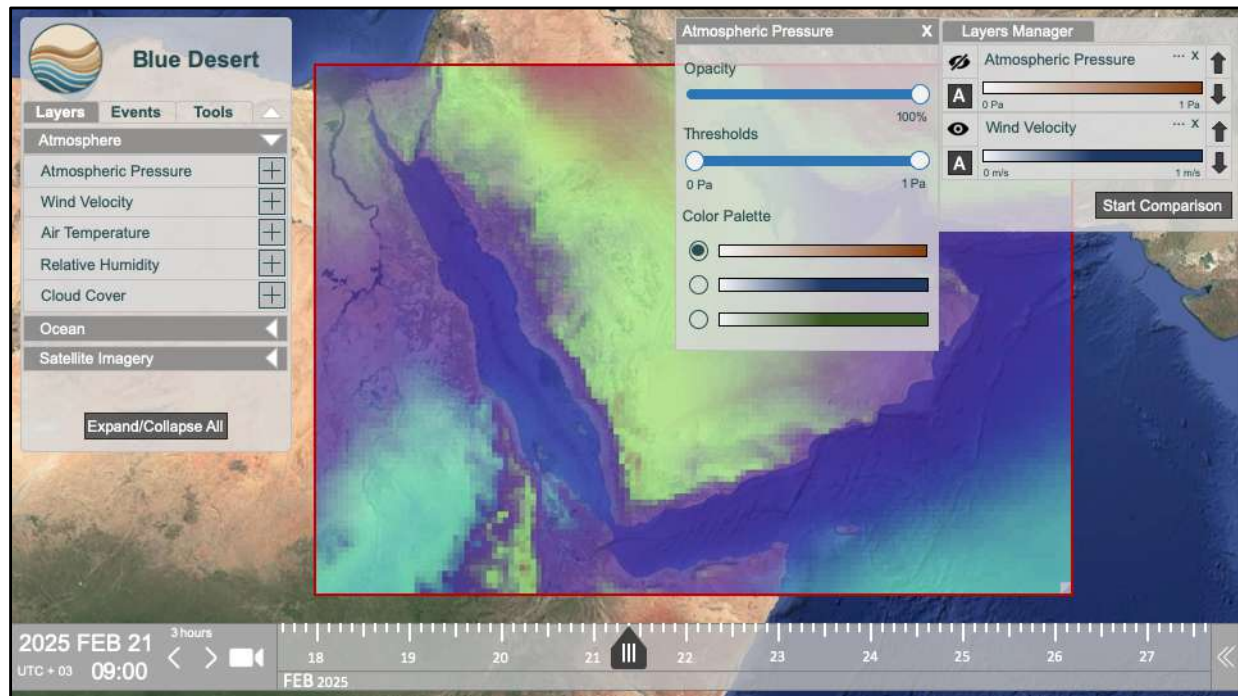 Blue Desert
Layers Events Tools
Atmosphere
Atmospheric Pressure
Wind Velocity
Air Temperature
Relative Humidity
Cloud Cover
Ocean
Satellite Imagery
Expand/Collapse All
Atmospheric Pressure X
Opacity
100%
Thresholds
0 Pa 1 Pa
Color Palette
Layers Manager
Atmospheric Pressure ... X
A
0 Pa 1 Pa
Wind Velocity ... X
A
0 m/s 1 m/s
Start Comparison
2025 FEB 21
UTC + 03 09:00
3 hours
18 19 20 21 22 23 24 25 26 27
FEB 2025